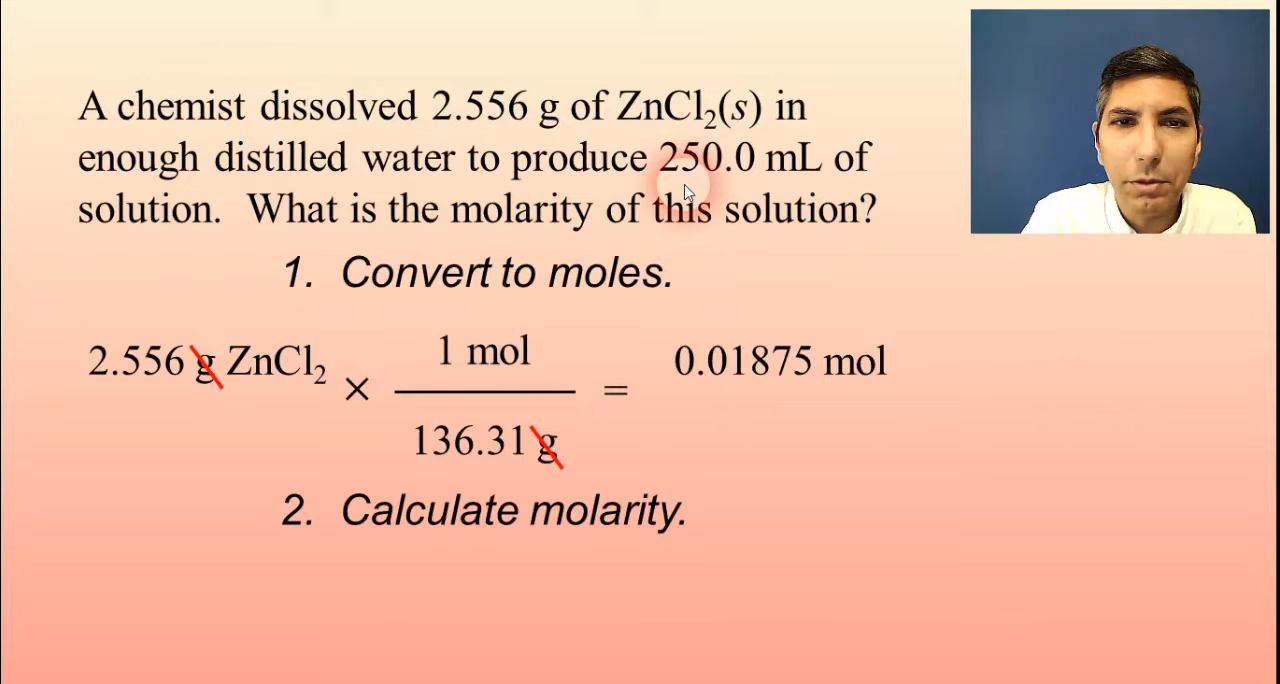 A chemist dissolved 2.556 g of ZnCl₂(s) in
enough distilled water to produce 250.0 mL of
solution. What is the molarity of this solution?
1. Convert to moles.
2.556 g ZnCl₂ × 1 mol = 0.01875 mol
136.31 g
2. Calculate molarity.